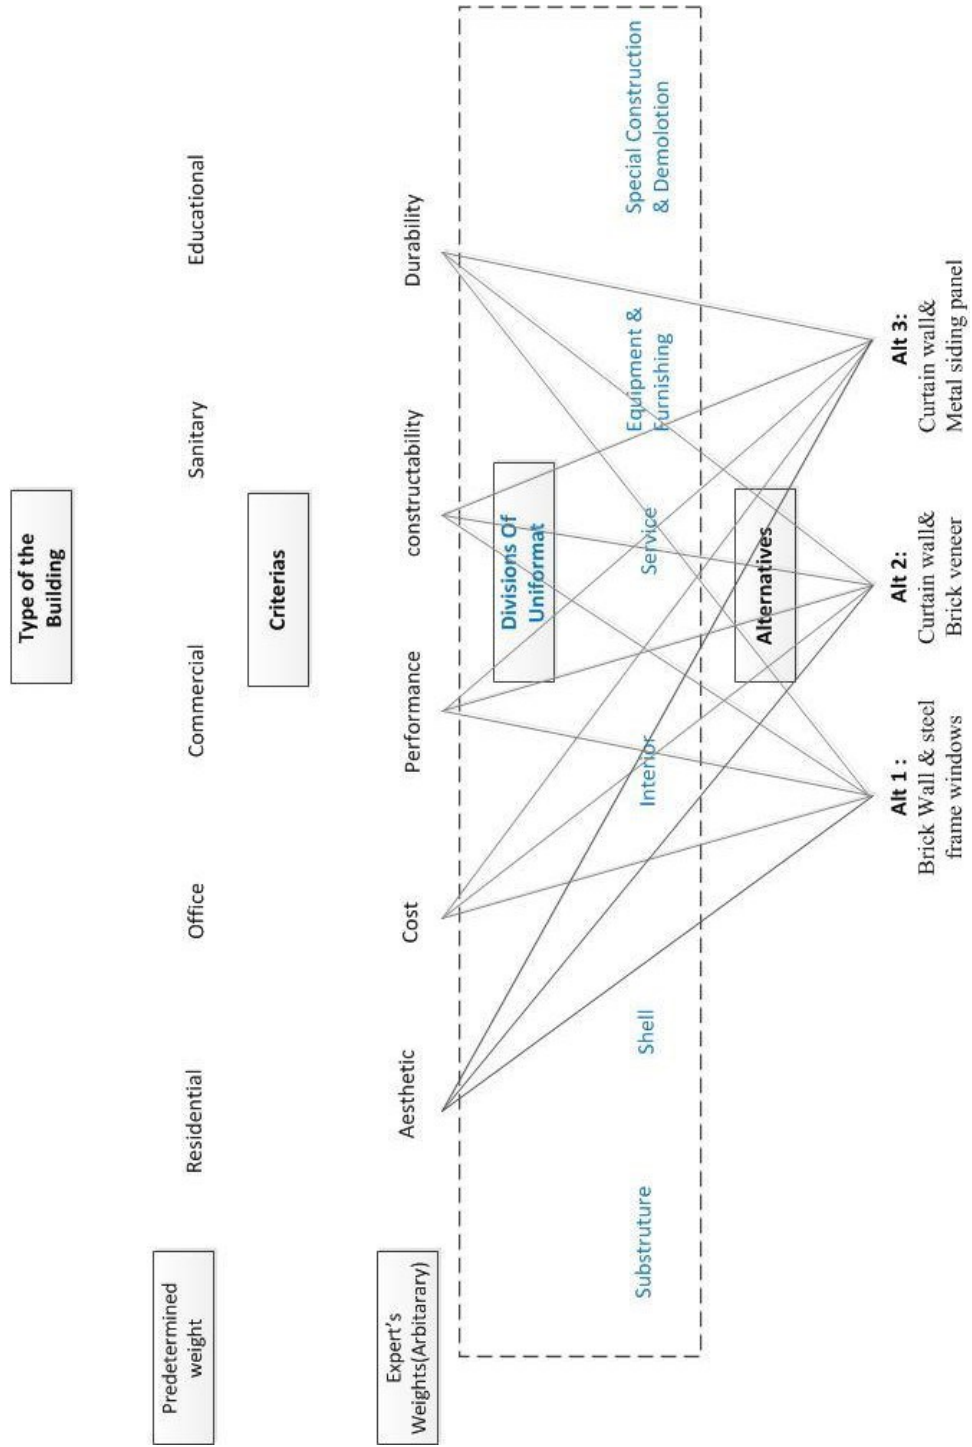 Type of the
Building
Predetermined
weight
Residential
Office
Commercial
Sanitary
Educational
Criterias
Expert's
Weights(Arbitarary)
Aesthetic
Cost
Performance
constructability
Durability
Divisions Of
Uniformat
Substruture
Shell
Interior
Service
Equipment &
Furnishing
Special Construction
& Demolotion
Alternatives
Alt 1 :
Brick Wall & steel
frame windows
Alt 2:
Curtain wall&
Brick veneer
Alt 3:
Curtain wall&
Metal siding panel